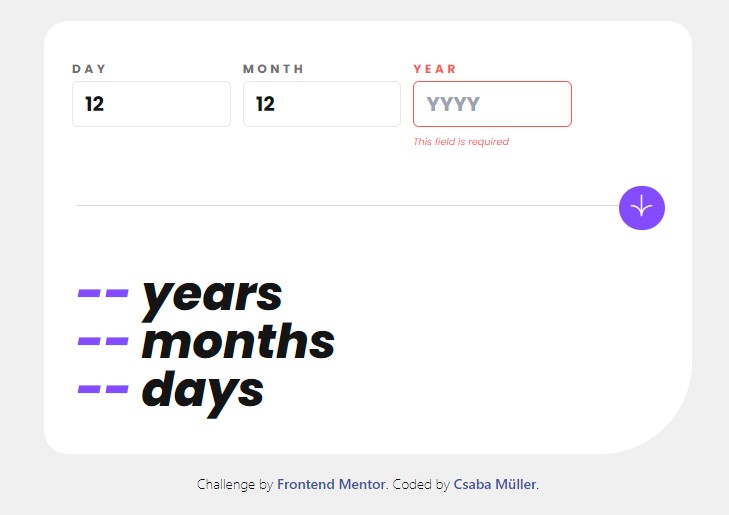 DAY MONTH YEAR
12 12 YYYY
This field is required
-- years
-- months
-- days
Challenge by Frontend Mentor. Coded by Csaba Müller.